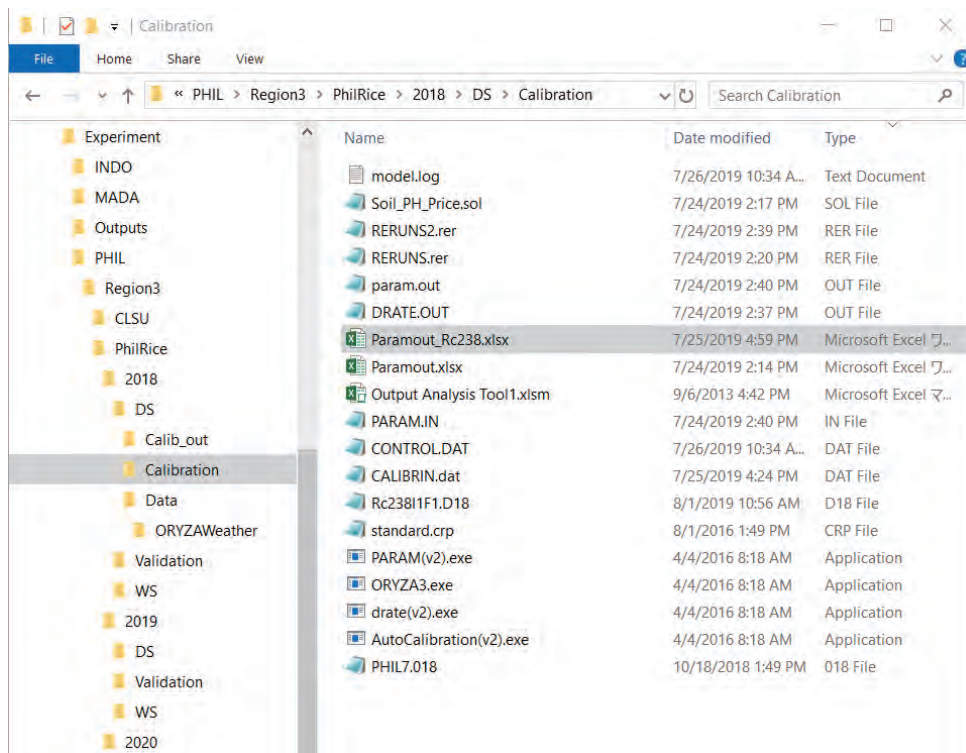 Calibration
File Home Share View
« PHIL > Region3 > PhilRice > 2018 > DS > Calibration
Search Calibration
Experiment
INDO
MADA
Outputs
PHIL
Region3
CLSU
PhilRice
2018
DS
Calib_out
Calibration
Data
ORYZAWeather
Validation
WS
2019
DS
Validation
WS
2020
Name Date modified Type
model.log 7/26/2019 10:34 A... Text Document
Soil_PH_Price.sol 7/24/2019 2:17 PM SOL File
RERUNS2.rer 7/24/2019 2:39 PM RER File
RERUNS.rer 7/24/2019 2:20 PM RER File
param.out 7/24/2019 2:40 PM OUT File
DRATE.OUT 7/24/2019 2:37 PM OUT File
Paramout_Rc238.xlsx 7/25/2019 4:59 PM Microsoft Excel ワ...
Paramout.xlsx 7/24/2019 2:14 PM Microsoft Excel ワ...
Output Analysis Tool1.xlsm 9/6/2013 4:42 PM Microsoft Excel マ...
PARAM.IN 7/24/2019 2:40 PM IN File
CONTROL.DAT 7/26/2019 10:34 A... DAT File
CALIBRIN.dat 7/25/2019 4:24 PM DAT File
Rc238I1F1.D18 8/1/2019 10:56 AM D18 File
standard.crp 8/1/2016 1:49 PM CRP File
PARAM(v2).exe 4/4/2016 8:18 AM Application
ORYZA3.exe 4/4/2016 8:18 AM Application
drate(v2).exe 4/4/2016 8:18 AM Application
AutoCalibration(v2).exe 4/4/2016 8:18 AM Application
PHIL7.018 10/18/2018 1:49 PM 018 File